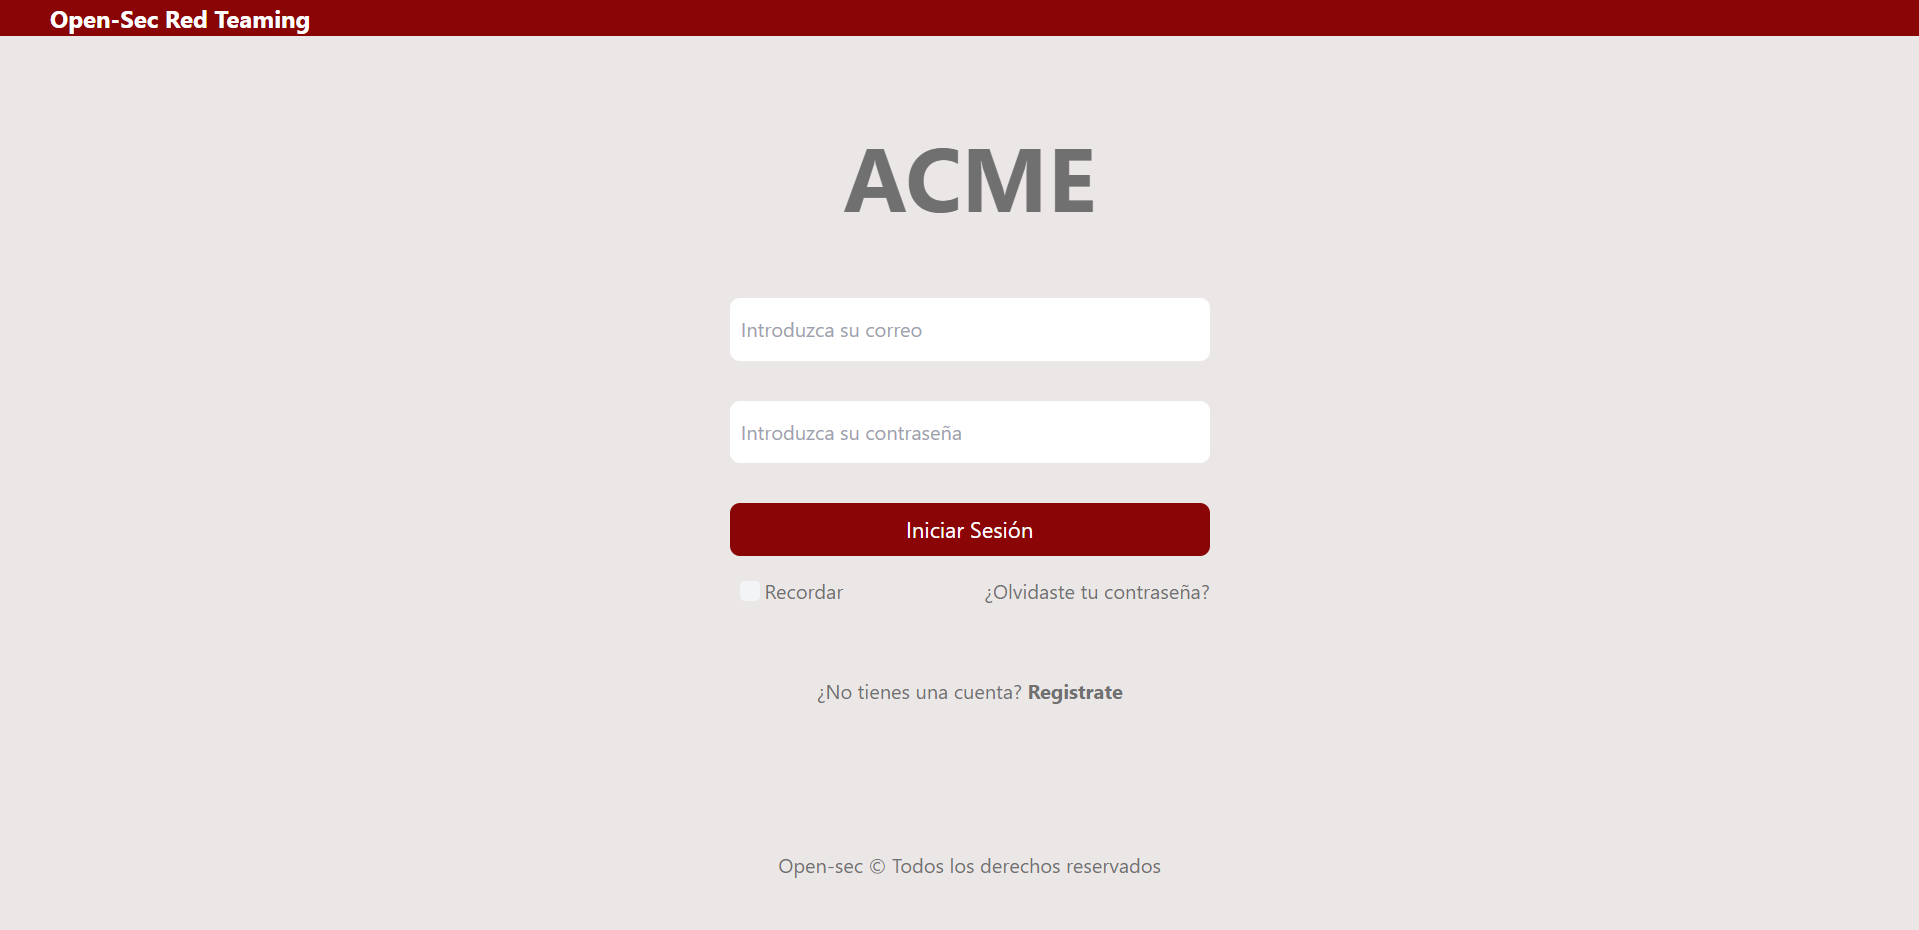 Open-Sec Red Teaming
ACME
Introduzca su correo
Introduzca su contraseña
Iniciar Sesión
Recordar
¿Olvidaste tu contraseña?
¿No tienes una cuenta? Registrate
Open-sec © Todos los derechos reservados